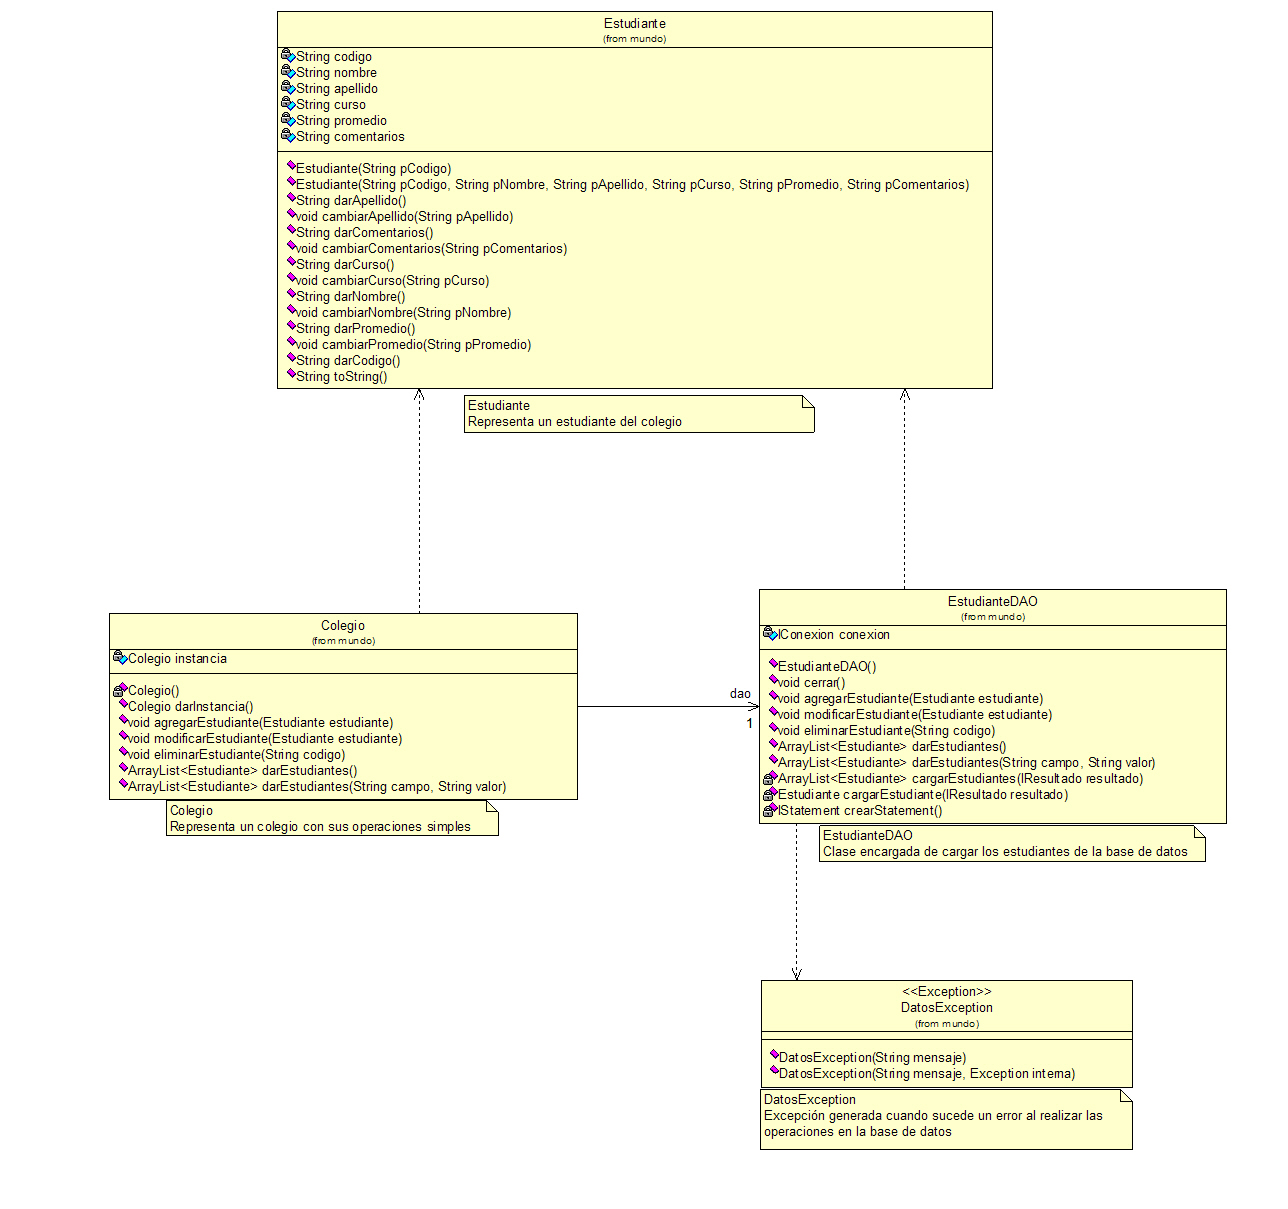 Estudiante
(from mundo)
String codigo
String nombre
String apellido
String curso
String promedio
String comentarios
Estudiante(String pCodigo)
Estudiante(String pCodigo, String pNombre, String pApellido, String pCurso, String pPromedio, String pComentarios)
String darApellido()
void cambiarApellido(String pApellido)
String darComentarios()
void cambiarComentarios(String pComentarios)
String darCurso()
void cambiarCurso(String pCurso)
String darNombre()
void cambiarNombre(String pNombre)
String darPromedio()
void cambiarPromedio(String pPromedio)
String darCodigo()
String toString()
Estudiante
Representa un estudiante del colegio
Colegio
(from mundo)
Colegio instancia
Colegio()
Colegio darInstancia()
void agregarEstudiante(Estudiante estudiante)
void modificarEstudiante(Estudiante estudiante)
void eliminarEstudiante(String codigo)
ArrayList<Estudiante> darEstudiantes()
ArrayList<Estudiante> darEstudiantes(String campo, String valor)
Colegio
Representa un colegio con sus operaciones simples
dao
1
EstudianteDAO
(from mundo)
IConexion conexion
EstudianteDAO()
void cerrar()
void agregarEstudiante(Estudiante estudiante)
void modificarEstudiante(Estudiante estudiante)
void eliminarEstudiante(String codigo)
ArrayList<Estudiante> darEstudiantes()
ArrayList<Estudiante> darEstudiantes(String campo, String valor)
ArrayList<Estudiante> cargarEstudiantes(IResultado resultado)
Estudiante cargarEstudiante(IResultado resultado)
IStatement crearStatement()
EstudianteDAO
Clase encargada de cargar los estudiantes de la base de datos
<<Exception>>
DatosException
(from mundo)
DatosException(String mensaje)
DatosException(String mensaje, Exception interna)
DatosException
Excepción generada cuando sucede un error al realizar las
operaciones en la base de datos